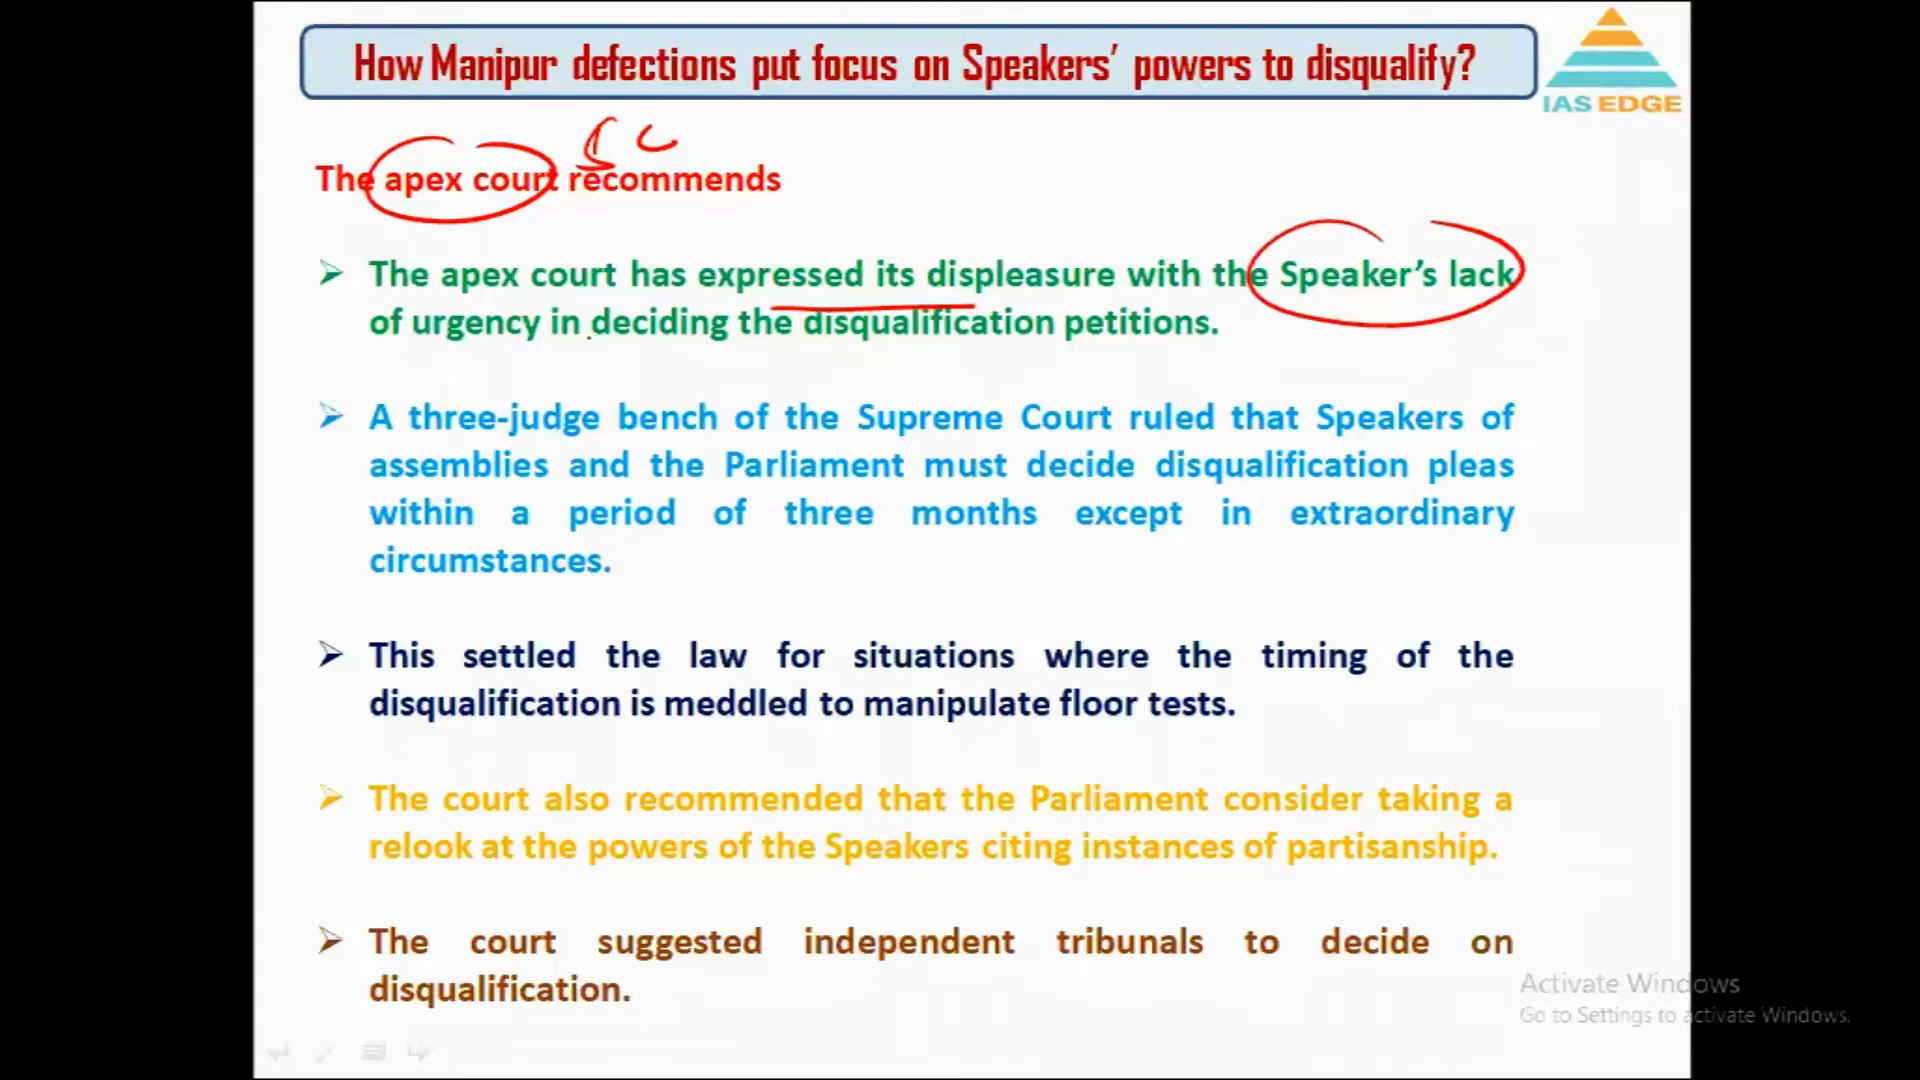 How Manipur defections put focus on Speakers' powers to disqualify?
IAS EDGE
S C
The apex court recommends
➢ The apex court has expressed its displeasure with the Speaker's lack
of urgency in deciding the disqualification petitions.
➢ A three-judge bench of the Supreme Court ruled that Speakers of
assemblies and the Parliament must decide disqualification pleas
within a period of three months except in extraordinary
circumstances.
➢ This settled the law for situations where the timing of the
disqualification is meddled to manipulate floor tests.
➢ The court also recommended that the Parliament consider taking a
relook at the powers of the Speakers citing instances of partisanship.
➢ The court suggested independent tribunals to decide on
disqualification.
Activate Windows
Go to Settings to activate Windows.